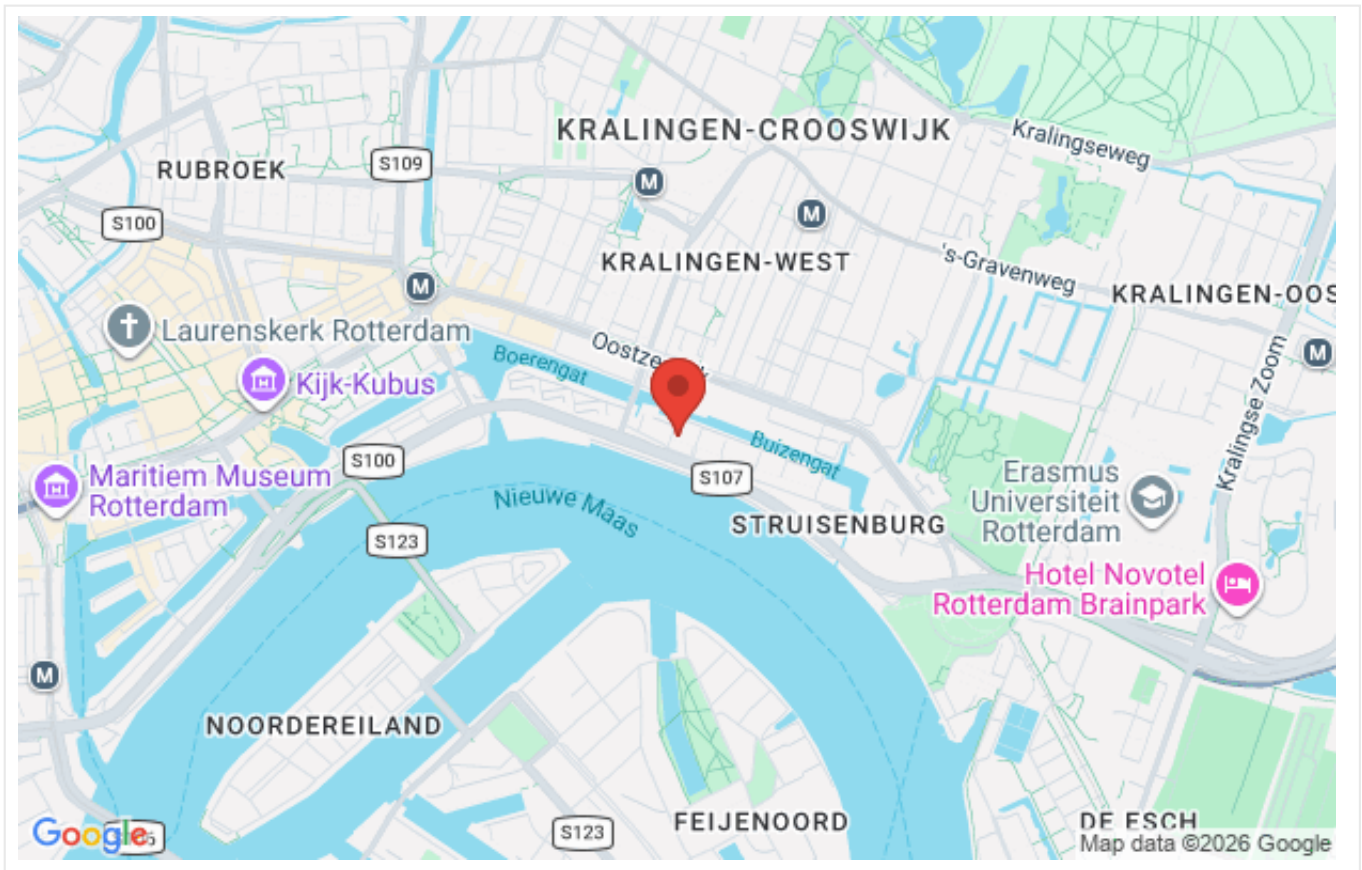 KRALINGEN-CROOSWIJK
Kralingseweg
RUBROEK
S109
M
M
S100
KRALINGEN-WEST
's-Gravenweg
M
KRALINGEN-OOS
Laurenskerk Rotterdam
Boerengat
M
Kijk-Kubus
Kralingse Zoom
Buizengat
S100
Maritiem Museum
Rotterdam
S107
Erasmus
Universiteit
Rotterdam
Nieuwe Maas
STRUISENBURG
S123
Hotel Novotel
Rotterdam Brainpark
M
NOORDEREILAND
FEIJENOORD
DE ESCH
S123
Google
Map data ©2026 Google